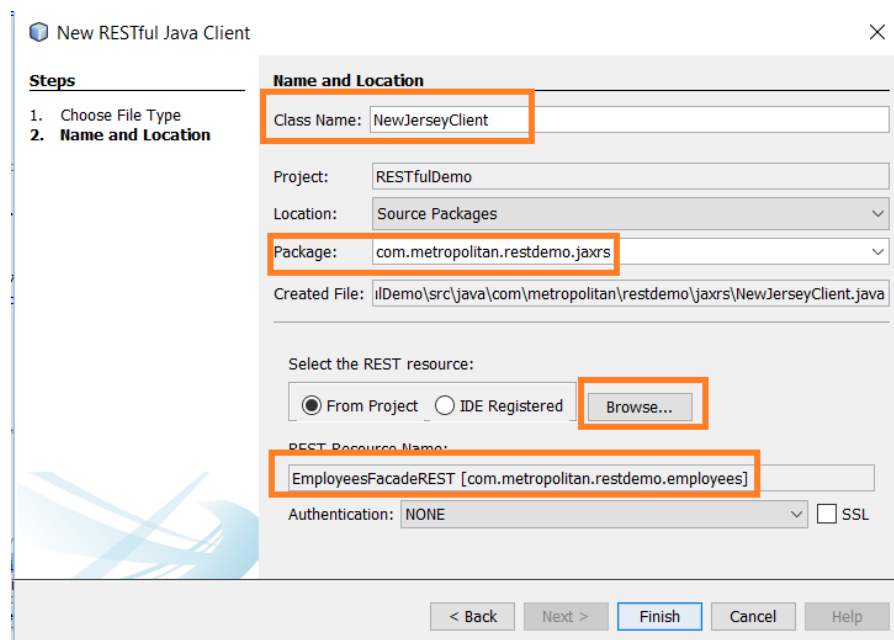 New RESTful Java Client
Steps
1. Choose File Type
2. Name and Location
Name and Location
Class Name: NewJerseyClient
Project: RESTfulDemo
Location: Source Packages
Package: com.metropolitan.restdemo.jaxrs
Created File: ılDemo\src\java\com\metropolitan\restdemo\jaxrs\NewJerseyClient.java
Select the REST resource:
From Project IDE Registered Browse...
REST Resource Name:
EmployeesFacadeREST [com.metropolitan.restdemo.employees]
Authentication: NONE SSL
< Back Next > Finish Cancel Help